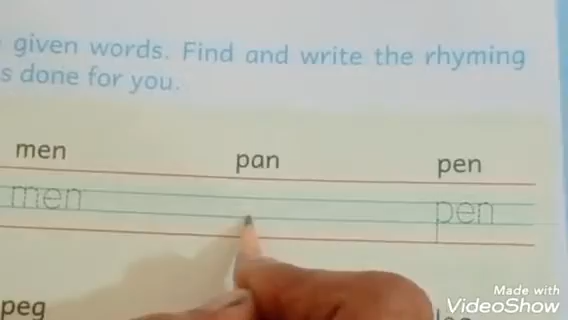 given words. Find and write the rhyming
s done for you.
men pan pen
men pen
peg
Made with
VideoShow